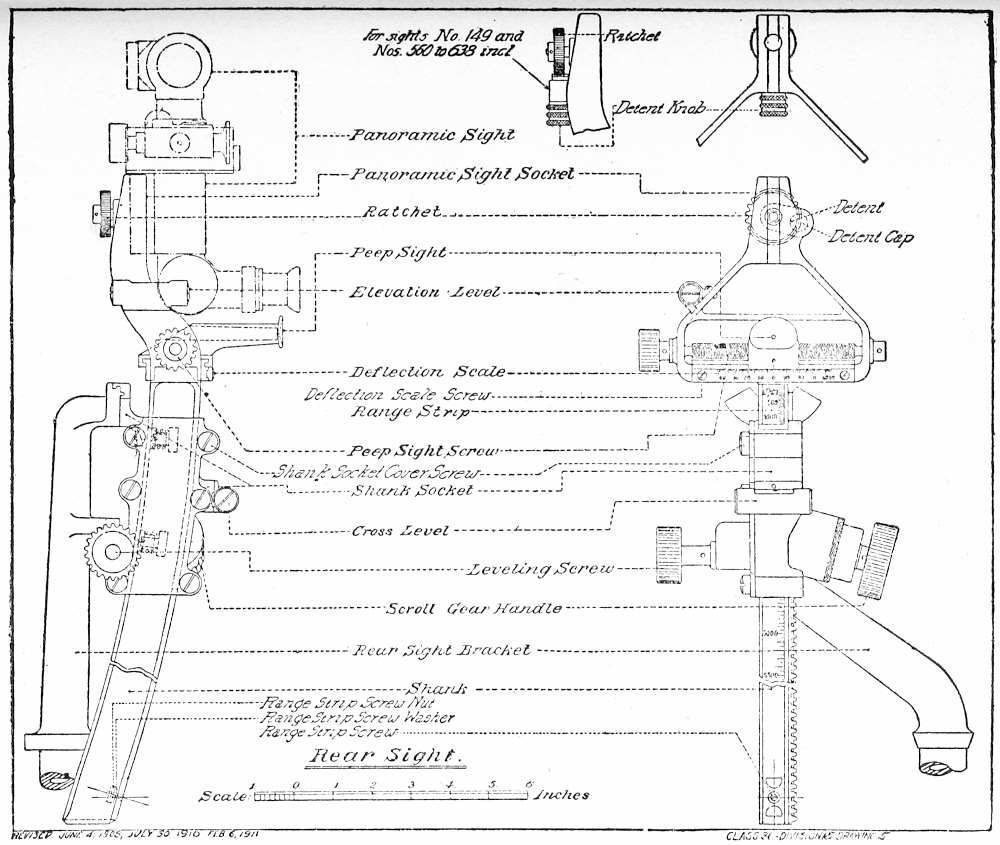 For sights No. 149 and
Nos. 560 to 638 incl
Ratchet
Detent Knob
Panoramic Sight
Panoramic Sight Socket
Ratchet
Detent
Detent Cap
Peep Sight
Elevation Level
Deflection Scale
Deflection Scale Screw
Range Strip
Peep Sight Screw
Shank Socket Cover Screw
Shank Socket
Cross Level
Leveling Screw
Scroll Gear Handle
Rear Sight Bracket
Shank
Range Strip Screw Nut
Range Strip Screw Washer
Range Strip Screw
Rear Sight.
Scale
1 0 1 2 3 4 5 6
Inches
REVISED JUNE 4, 1908, JULY 30 1910 FEB 6, 1911
CLASS DIVISION DRAWING 5